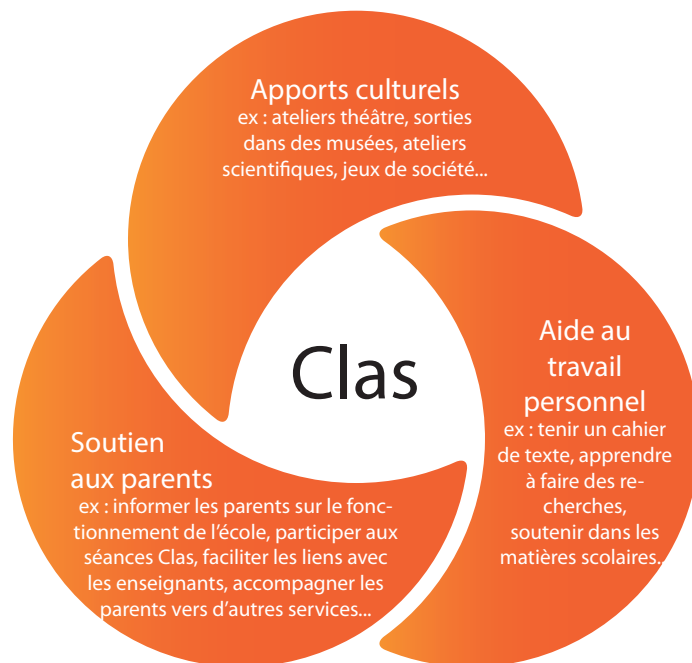 Apports culturels
ex : ateliers théâtre, sorties
dans des musées, ateliers
scientifiques, jeux de société...
Clas
Aide au
travail
personnel
ex : tenir un cahier
de texte, apprendre
à faire des re-
cherches,
soutenir dans les
matières scolaires...
Soutien
aux parents
ex : informer les parents sur le fonc-
tionnement de l’école, participer aux
séances Clas, faciliter les liens avec
les enseignants, accompagner les
parents vers d’autres services...